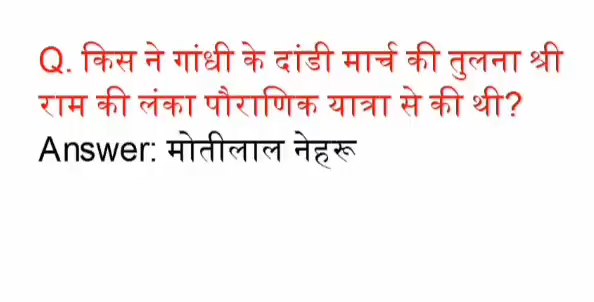 Q. किस ने गांधी के दांडी मार्च की तुलना श्री
राम की लंका पौराणिक यात्रा से की थी?
Answer: मोतीलाल नेहरू